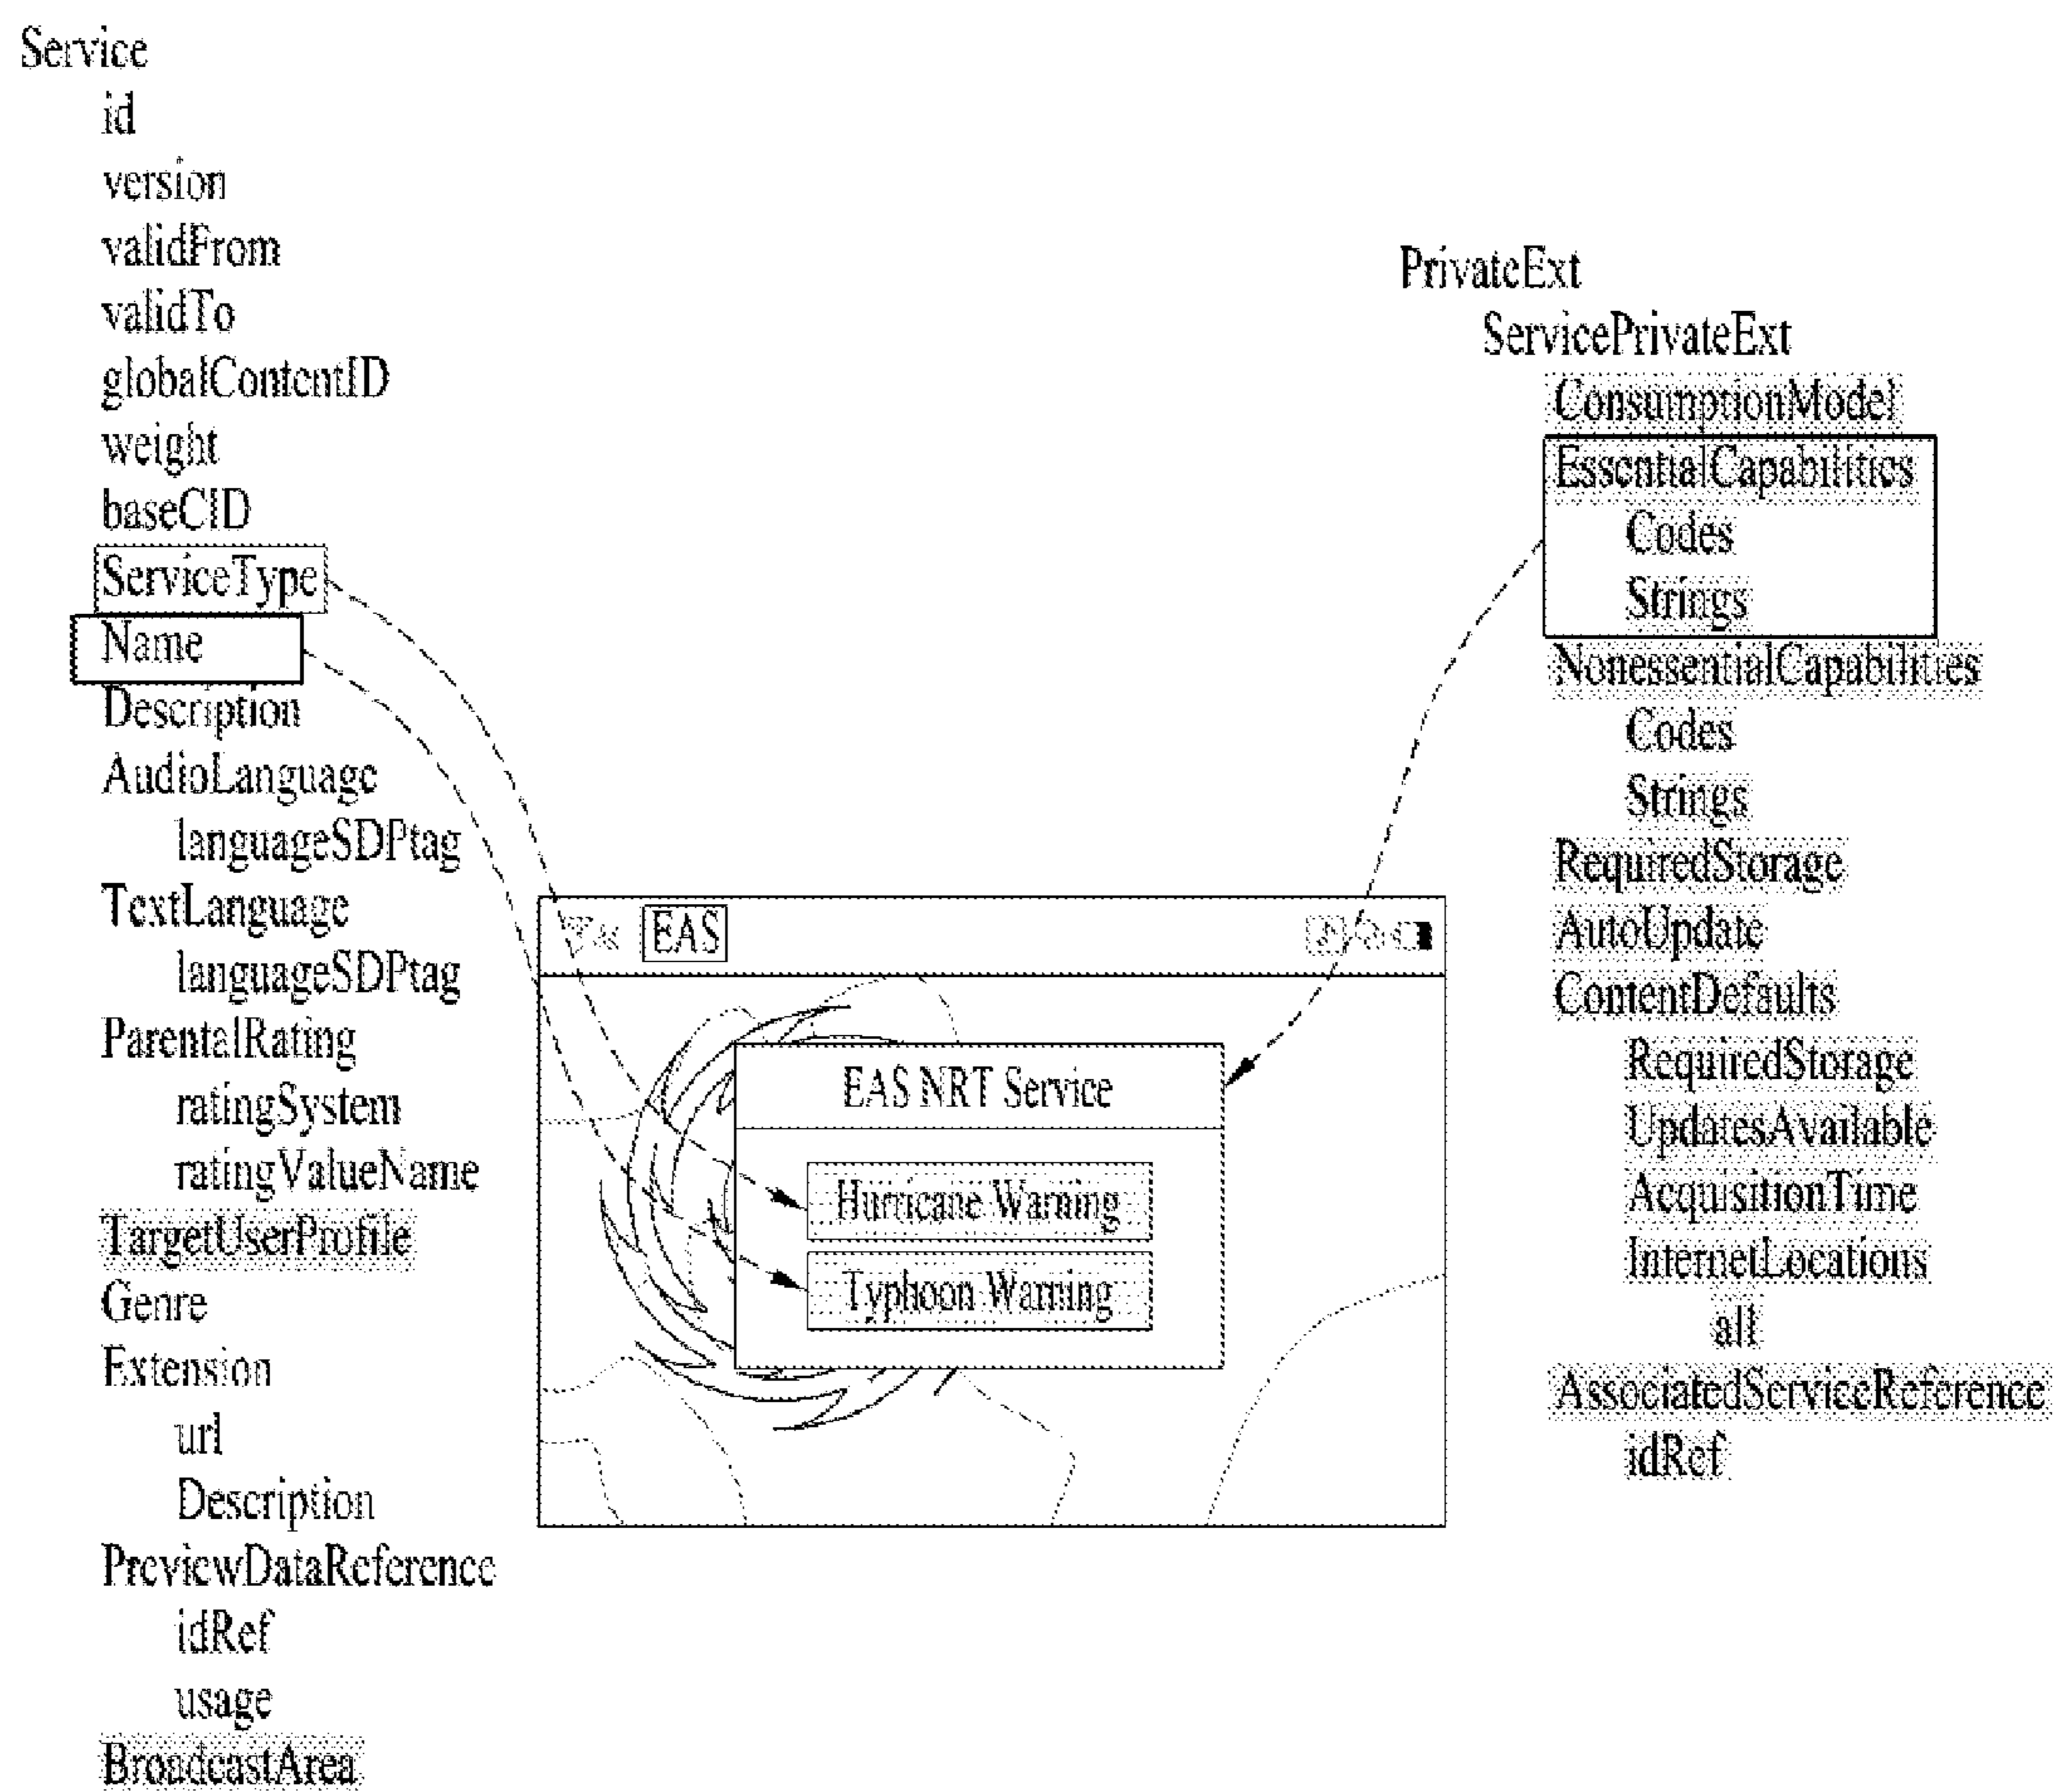 Service
id
version
validFrom
validTo
globalContentID
weight
baseCID
ServiceType
Name
Description
AudioLanguage
languageSDPtag
TextLanguage
languageSDPtag
ParentalRating
ratingSystem
ratingValueName
TargetUserProfile
Genre
Extension
url
Description
PreviewDataReference
idRef
usage
BroadcastArea
EAS
EAS NRT Service
Hurricane Warning
Typhoon Warning
PrivateExt
ServicePrivateExt
ConsumptionModel
EssentialCapabilities
Codes
Strings
NonessentialCapabilities
Codes
Strings
RequiredStorage
AutoUpdate
ContentDefaults
RequiredStorage
UpdatesAvailable
AcquisitionTime
InternetLocations
all
AssociatedServiceReference
idRef